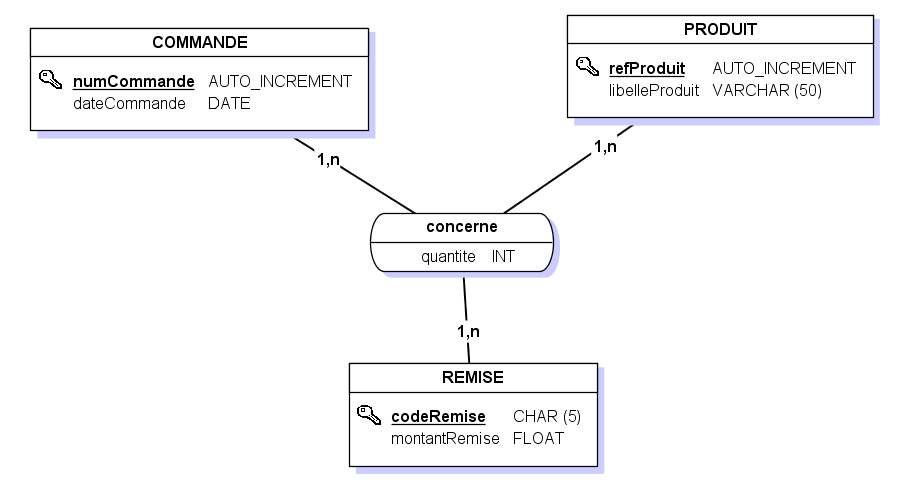 COMMANDE
numCommande AUTO_INCREMENT
dateCommande DATE
PRODUIT
refProduit AUTO_INCREMENT
libelleProduit VARCHAR (50)
1,n
1,n
concerne
quantite INT
1,n
REMISE
codeRemise CHAR (5)
montantRemise FLOAT